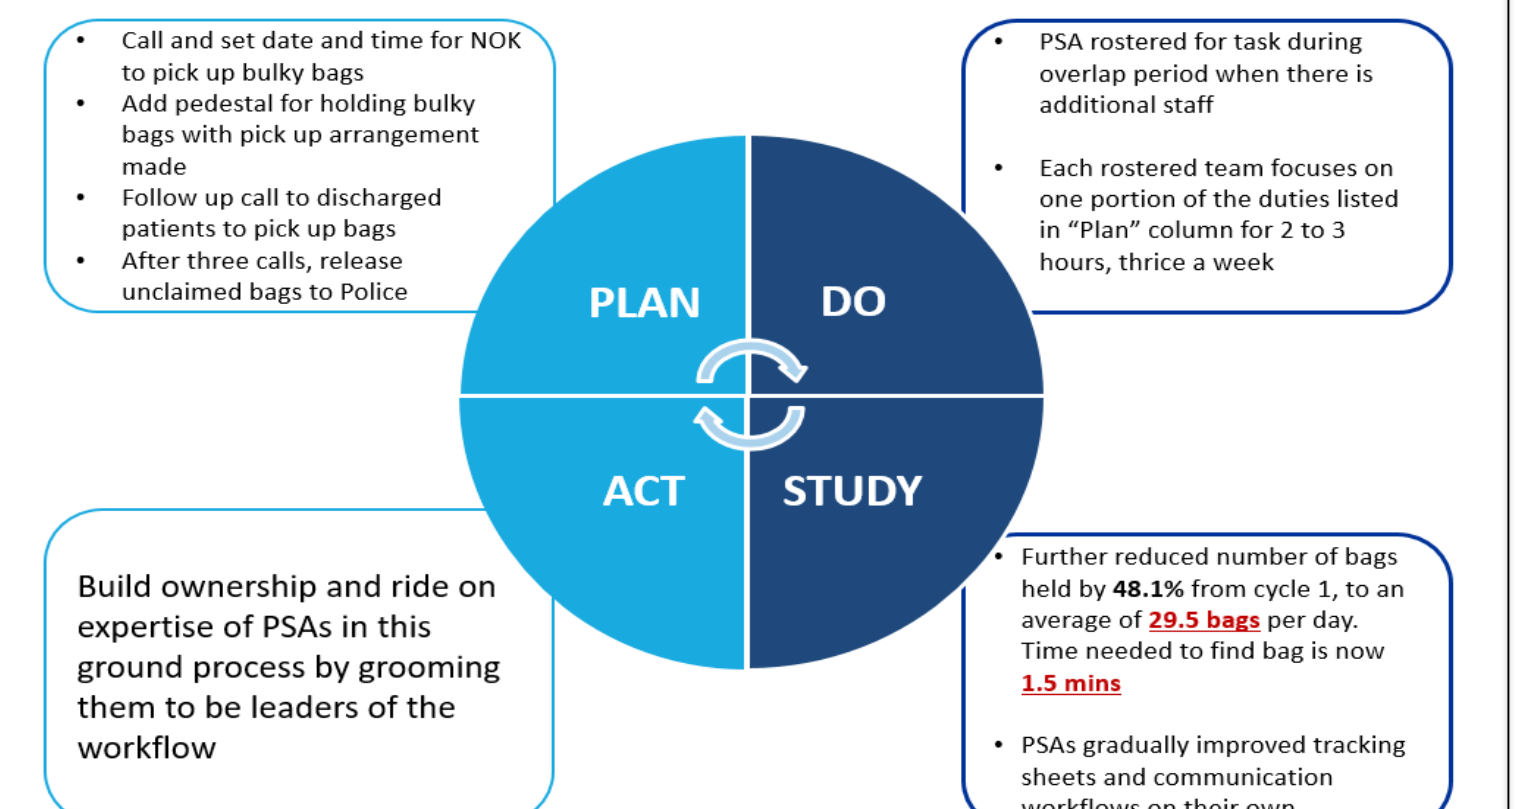 • Call and set date and time for NOK
to pick up bulky bags
• Add pedestal for holding bulky
bags with pick up arrangement
made
• Follow up call to discharged
patients to pick up bags
• After three calls, release
unclaimed bags to Police
• PSA rostered for task during
overlap period when there is
additional staff
• Each rostered team focuses on
one portion of the duties listed
in “Plan” column for 2 to 3
hours, thrice a week
PLAN
DO
ACT
STUDY
Build ownership and ride on
expertise of PSAs in this
ground process by grooming
them to be leaders of the
workflow
• Further reduced number of bags
held by 48.1% from cycle 1, to an
average of 29.5 bags per day.
Time needed to find bag is now
1.5 mins
• PSAs gradually improved tracking
sheets and communication
workflows on their own